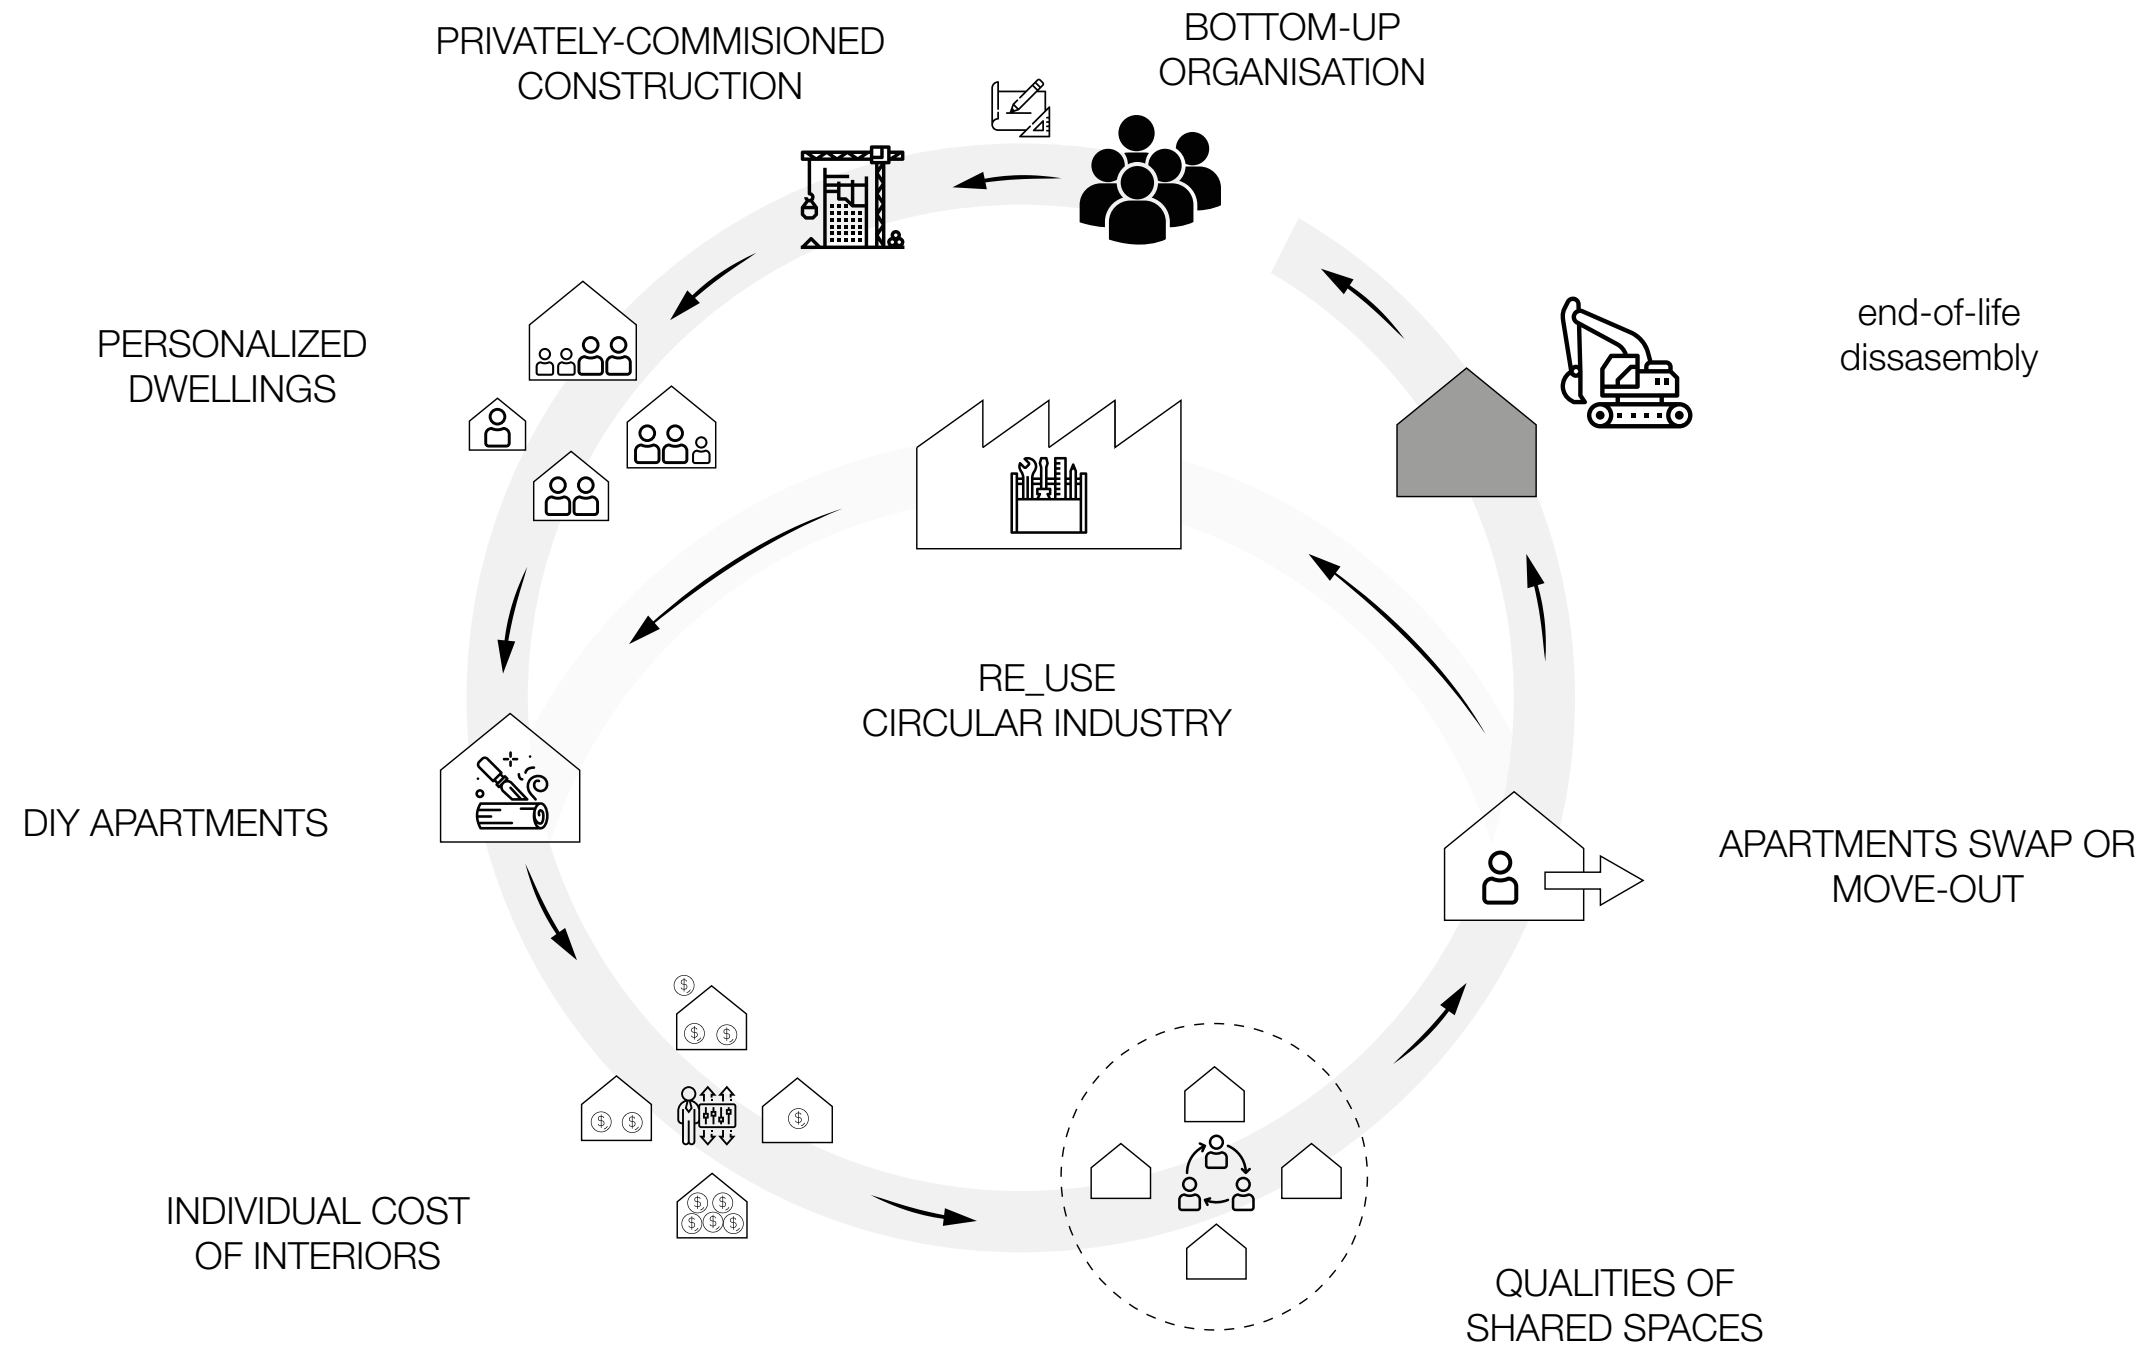 PRIVATELY-COMMISIONED
CONSTRUCTION
BOTTOM-UP
ORGANISATION
end-of-life
dissasembly
PERSONALIZED
DWELLINGS
RE_USE
CIRCULAR INDUSTRY
DIY APARTMENTS
APARTMENTS SWAP OR
MOVE-OUT
$
$ $
$ $
$
$ $
$ $ $
INDIVIDUAL COST
OF INTERIORS
QUALITIES OF
SHARED SPACES